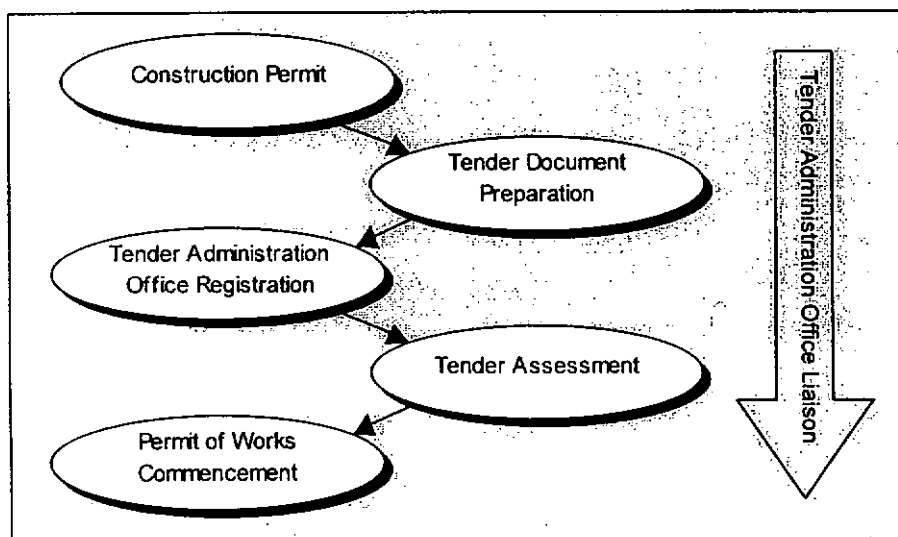 Construction Permit
Tender Document
Preparation
Tender Administration
Office Registration
Tender Assessment
Permit of Works
Commencement
Tender Administration Office Liaison